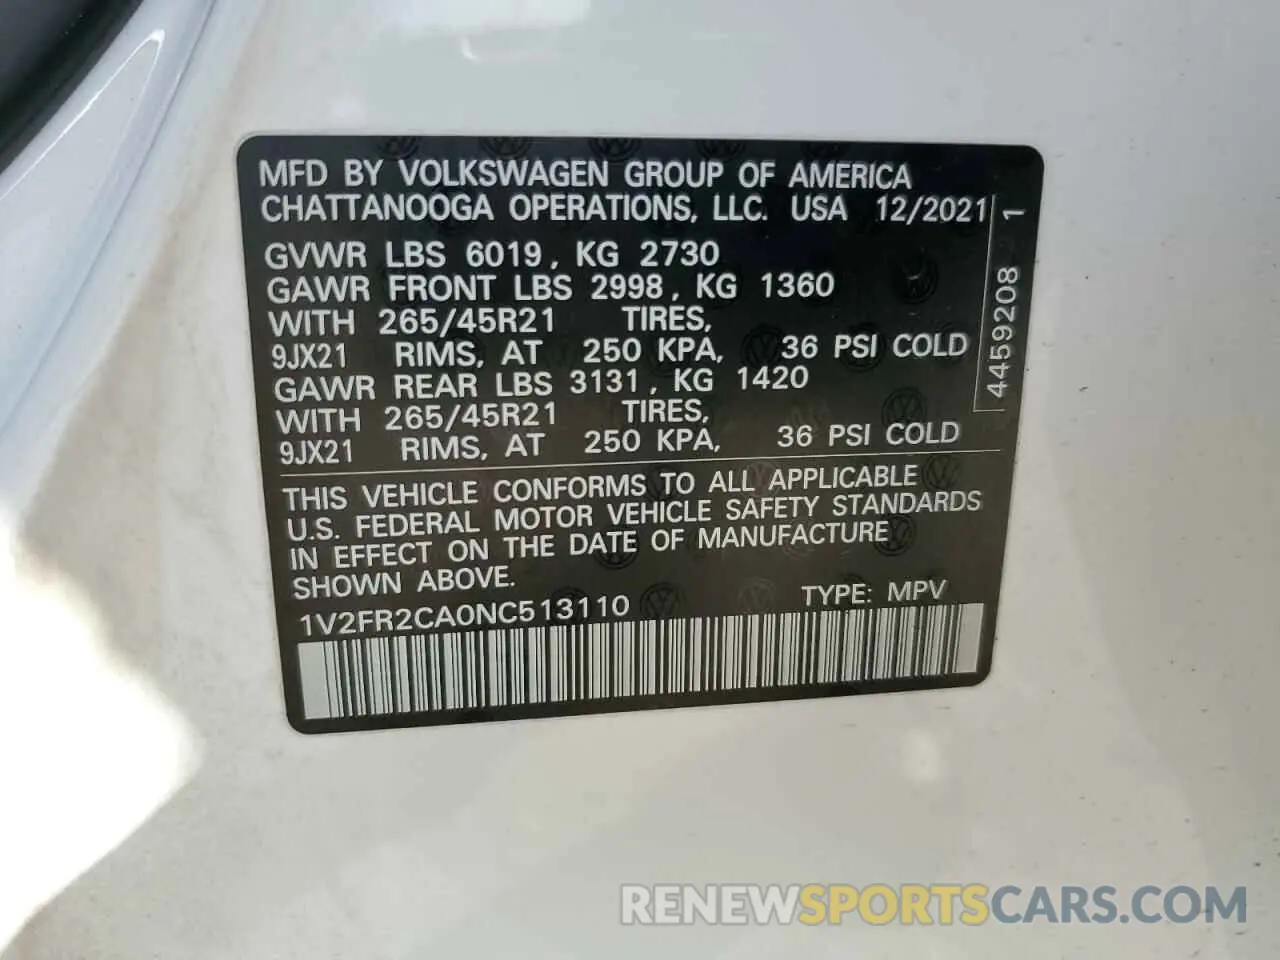 MFD BY VOLKSWAGEN GROUP OF AMERICA
CHATTANOOGA OPERATIONS, LLC. USA 12/2021
GVWR LBS 6019, KG 2730
GAWR FRONT LBS 2998, KG 1360
WITH 265/45R21 TIRES,
9JX21 RIMS, AT 250 KPA, 36 PSI COLD
GAWR REAR LBS 3131, KG 1420
WITH 265/45R21 TIRES,
9JX21 RIMS, AT 250 KPA, 36 PSI COLD
4459208 1
THIS VEHICLE CONFORMS TO ALL APPLICABLE
U.S. FEDERAL MOTOR VEHICLE SAFETY STANDARDS
IN EFFECT ON THE DATE OF MANUFACTURE
SHOWN ABOVE.
1V2FR2CA0NC513110 TYPE: MPV
RENEWSPORTSCARS.COM